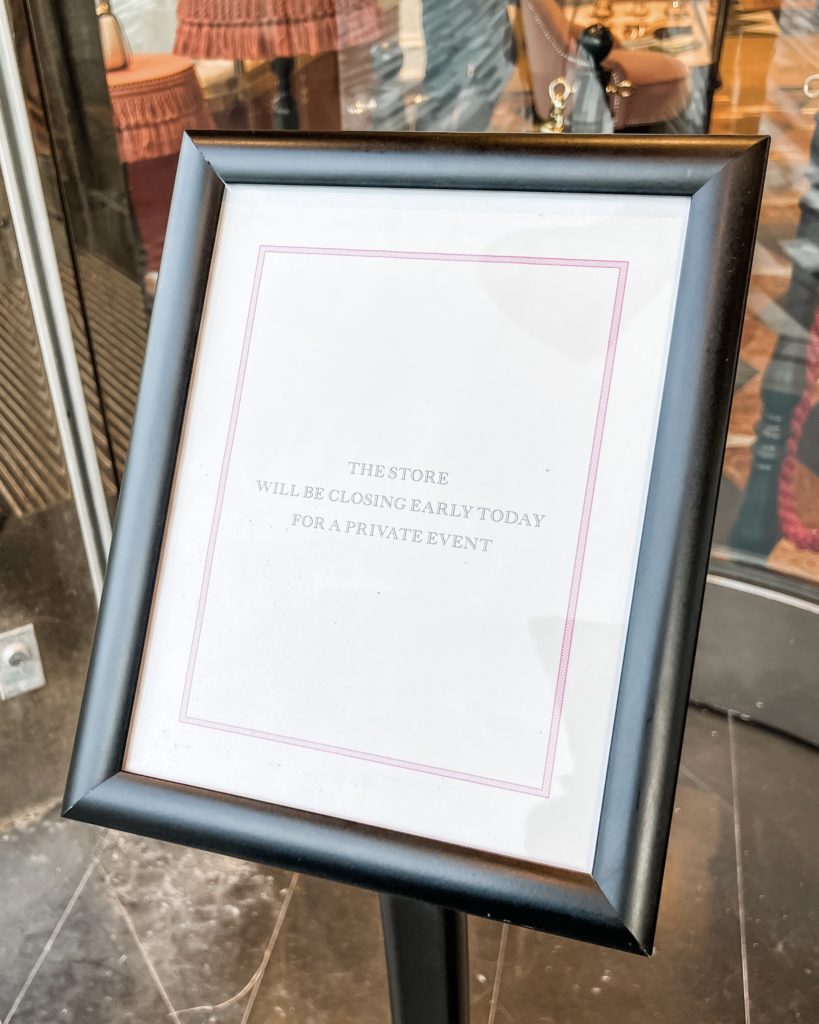 THE STORE
WILL BE CLOSING EARLY TODAY
FOR A PRIVATE EVENT